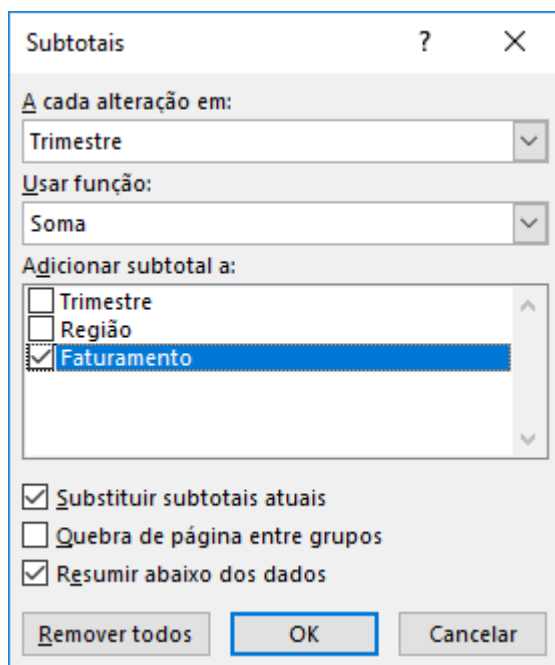 Subtotais ?
A cada alteração em:
Trimestre
Usar função:
Soma
Adicionar subtotal a:
Trimestre
Região
Faturamento
Substituir subtotais atuais
Quebra de página entre grupos
Resumir abaixo dos dados
Remover todos OK Cancelar